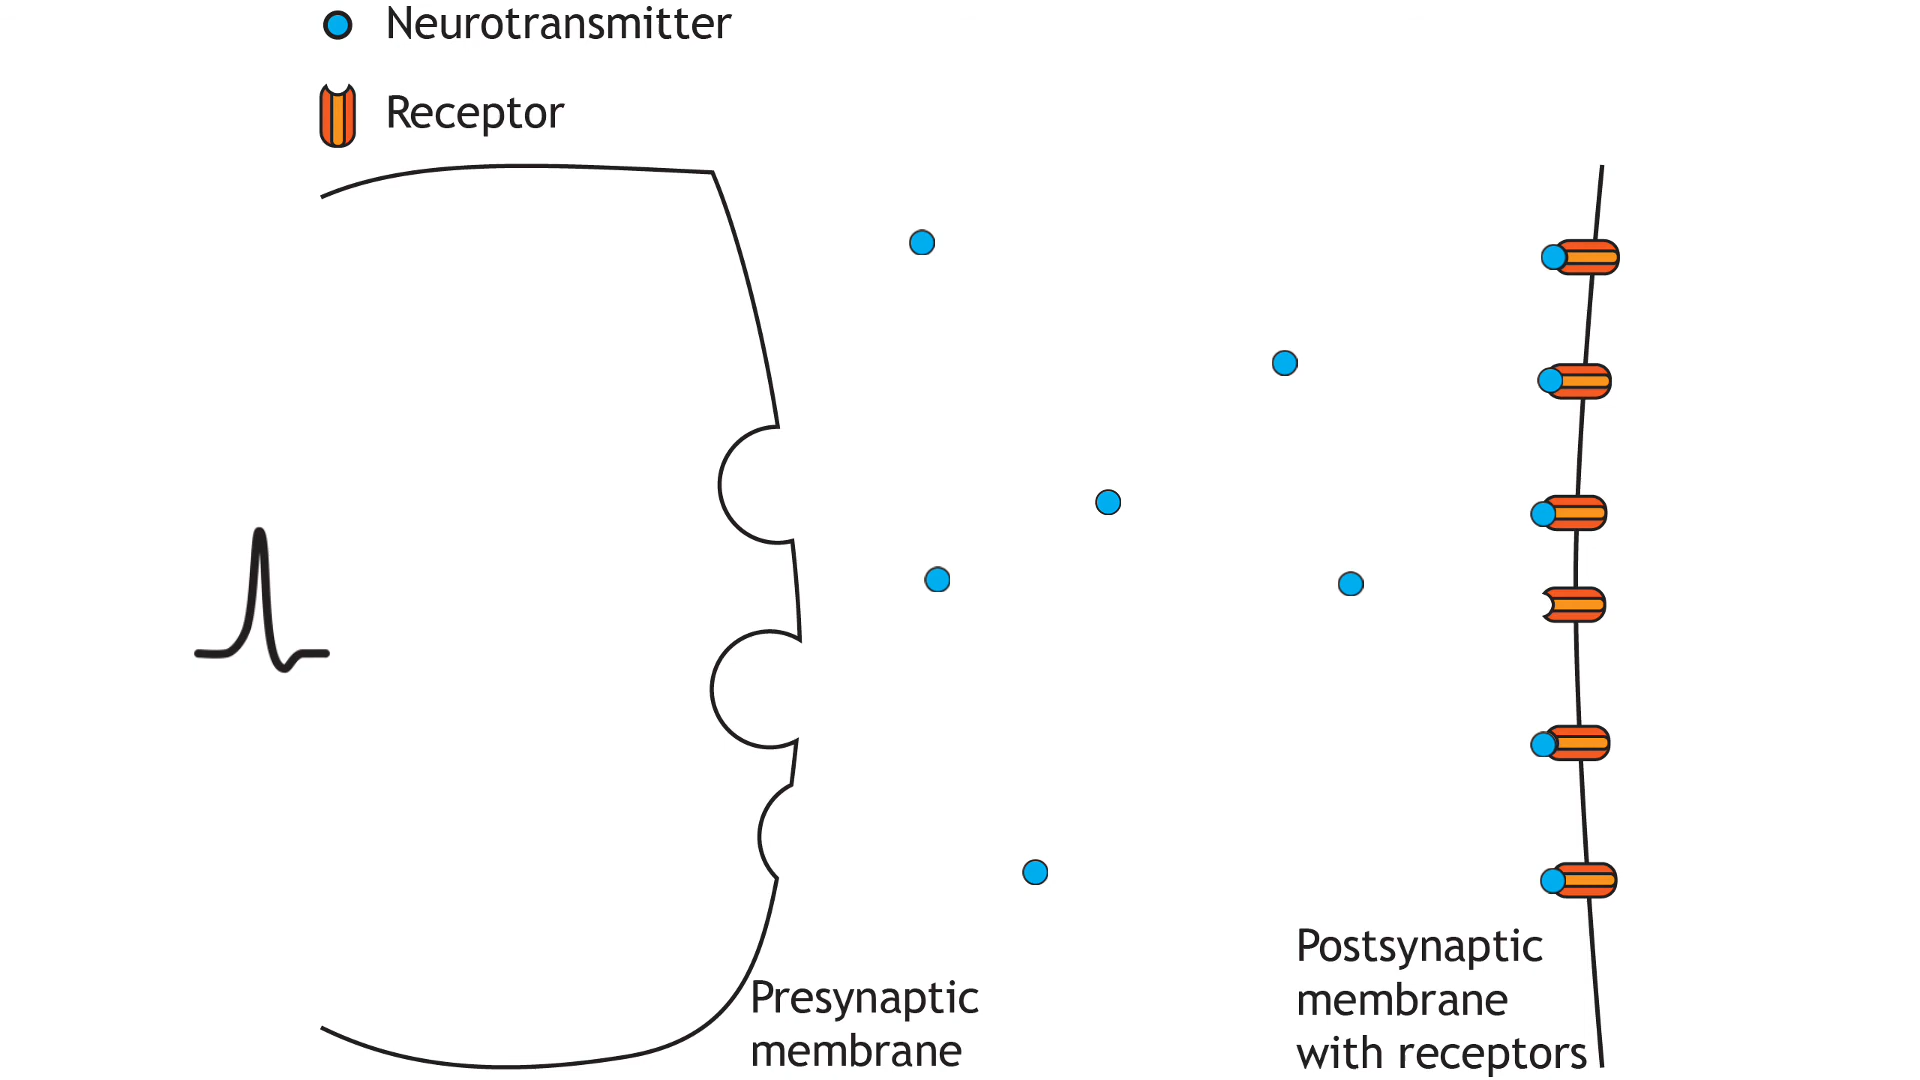 Neurotransmitter
Receptor
Presynaptic
membrane
Postsynaptic
membrane
with receptors